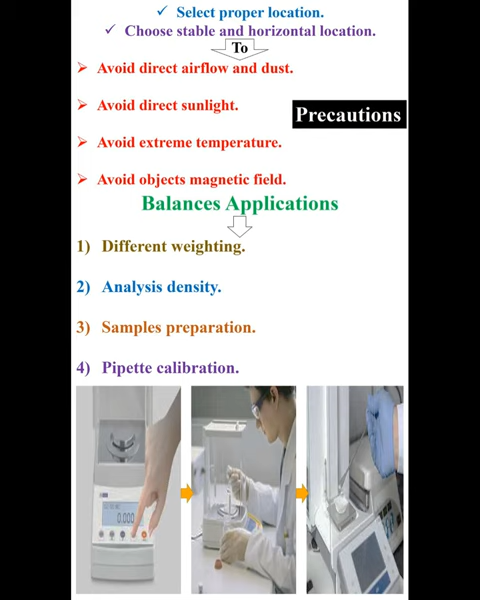 ✓ Select proper location.
✓ Choose stable and horizontal location.
To
➢ Avoid direct airflow and dust.
➢ Avoid direct sunlight.
Precautions
➢ Avoid extreme temperature.
➢ Avoid objects magnetic field.
Balances Applications
1) Different weighting.
2) Analysis density.
3) Samples preparation.
4) Pipette calibration.
0.000